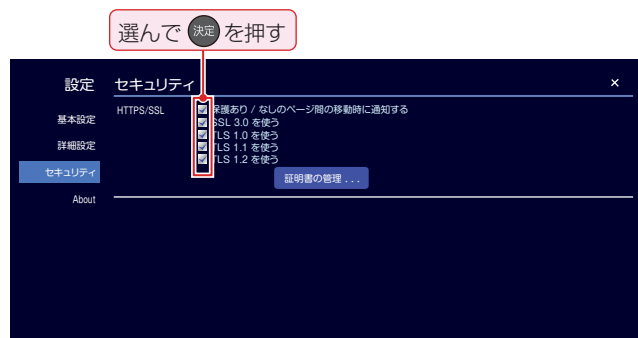 選んで 決定 を押す
設定
セキュリティ
×
基本設定
詳細設定
セキュリティ
About
HTTPS/SSL
保護あり / なしのページ間の移動時に通知する
SSL 3.0 を使う
TLS 1.0 を使う
TLS 1.1 を使う
TLS 1.2 を使う
証明書の管理 . . .